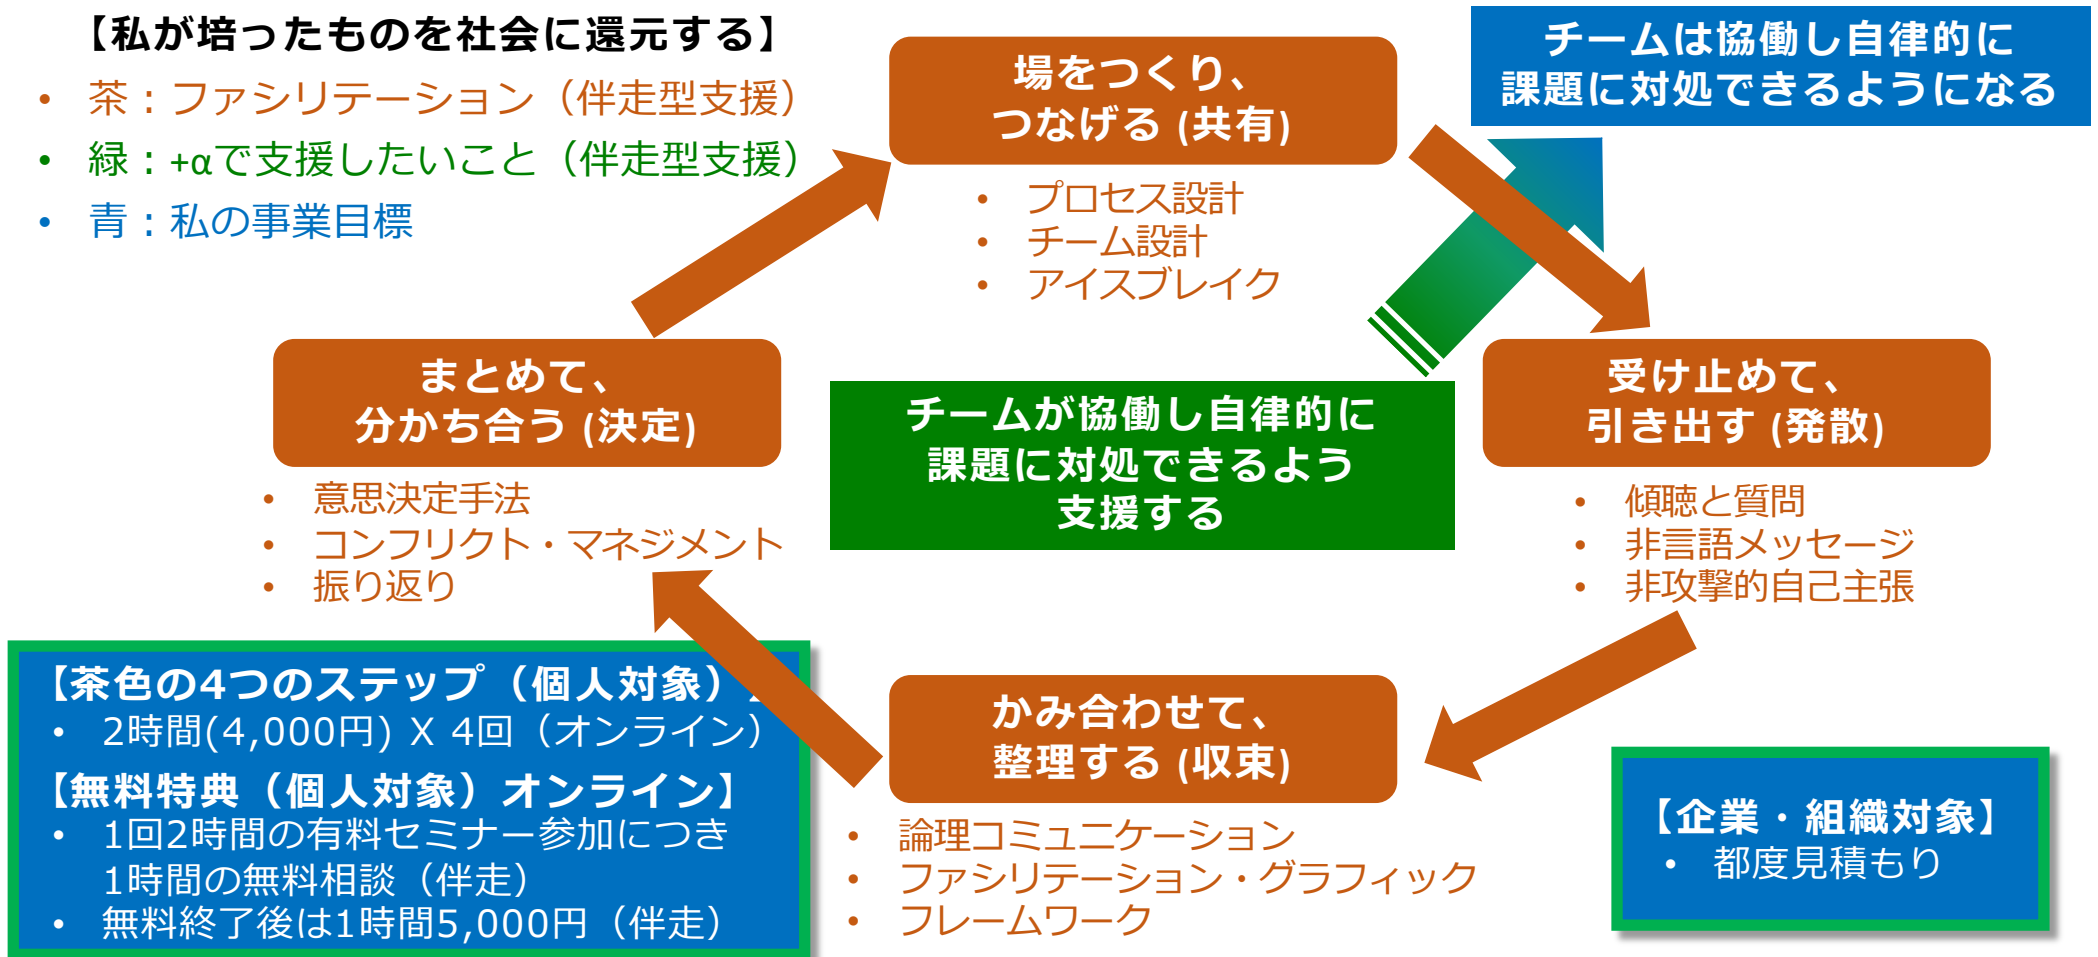 【私が培ったものを社会に還元する】
• 茶：ファシリテーション（伴走型支援）
• 緑：+αで支援したいこと（伴走型支援）
• 青：私の事業目標
場をつくり、
つなげる (共有)
• プロセス設計
• チーム設計
• アイスブレイク
チームは協働し自律的に
課題に対処できるようになる
まとめて、
分かち合う (決定)
• 意思決定手法
• コンフリクト・マネジメント
• 振り返り
チームが協働し自律的に
課題に対処できるよう
支援する
受け止めて、
引き出す (発散)
• 傾聴と質問
• 非言語メッセージ
• 非攻撃的自己主張
かみ合わせて、
整理する (収束)
• 論理コミュニケーション
• ファシリテーション・グラフィック
• フレームワーク
【茶色の4つのステップ（個人対象）】
• 2時間(4,000円) X 4回（オンライン）
【無料特典（個人対象）オンライン】
• 1回2時間の有料セミナー参加につき
1時間の無料相談（伴走）
• 無料終了後は1時間5,000円（伴走）
【企業・組織対象】
• 都度見積もり